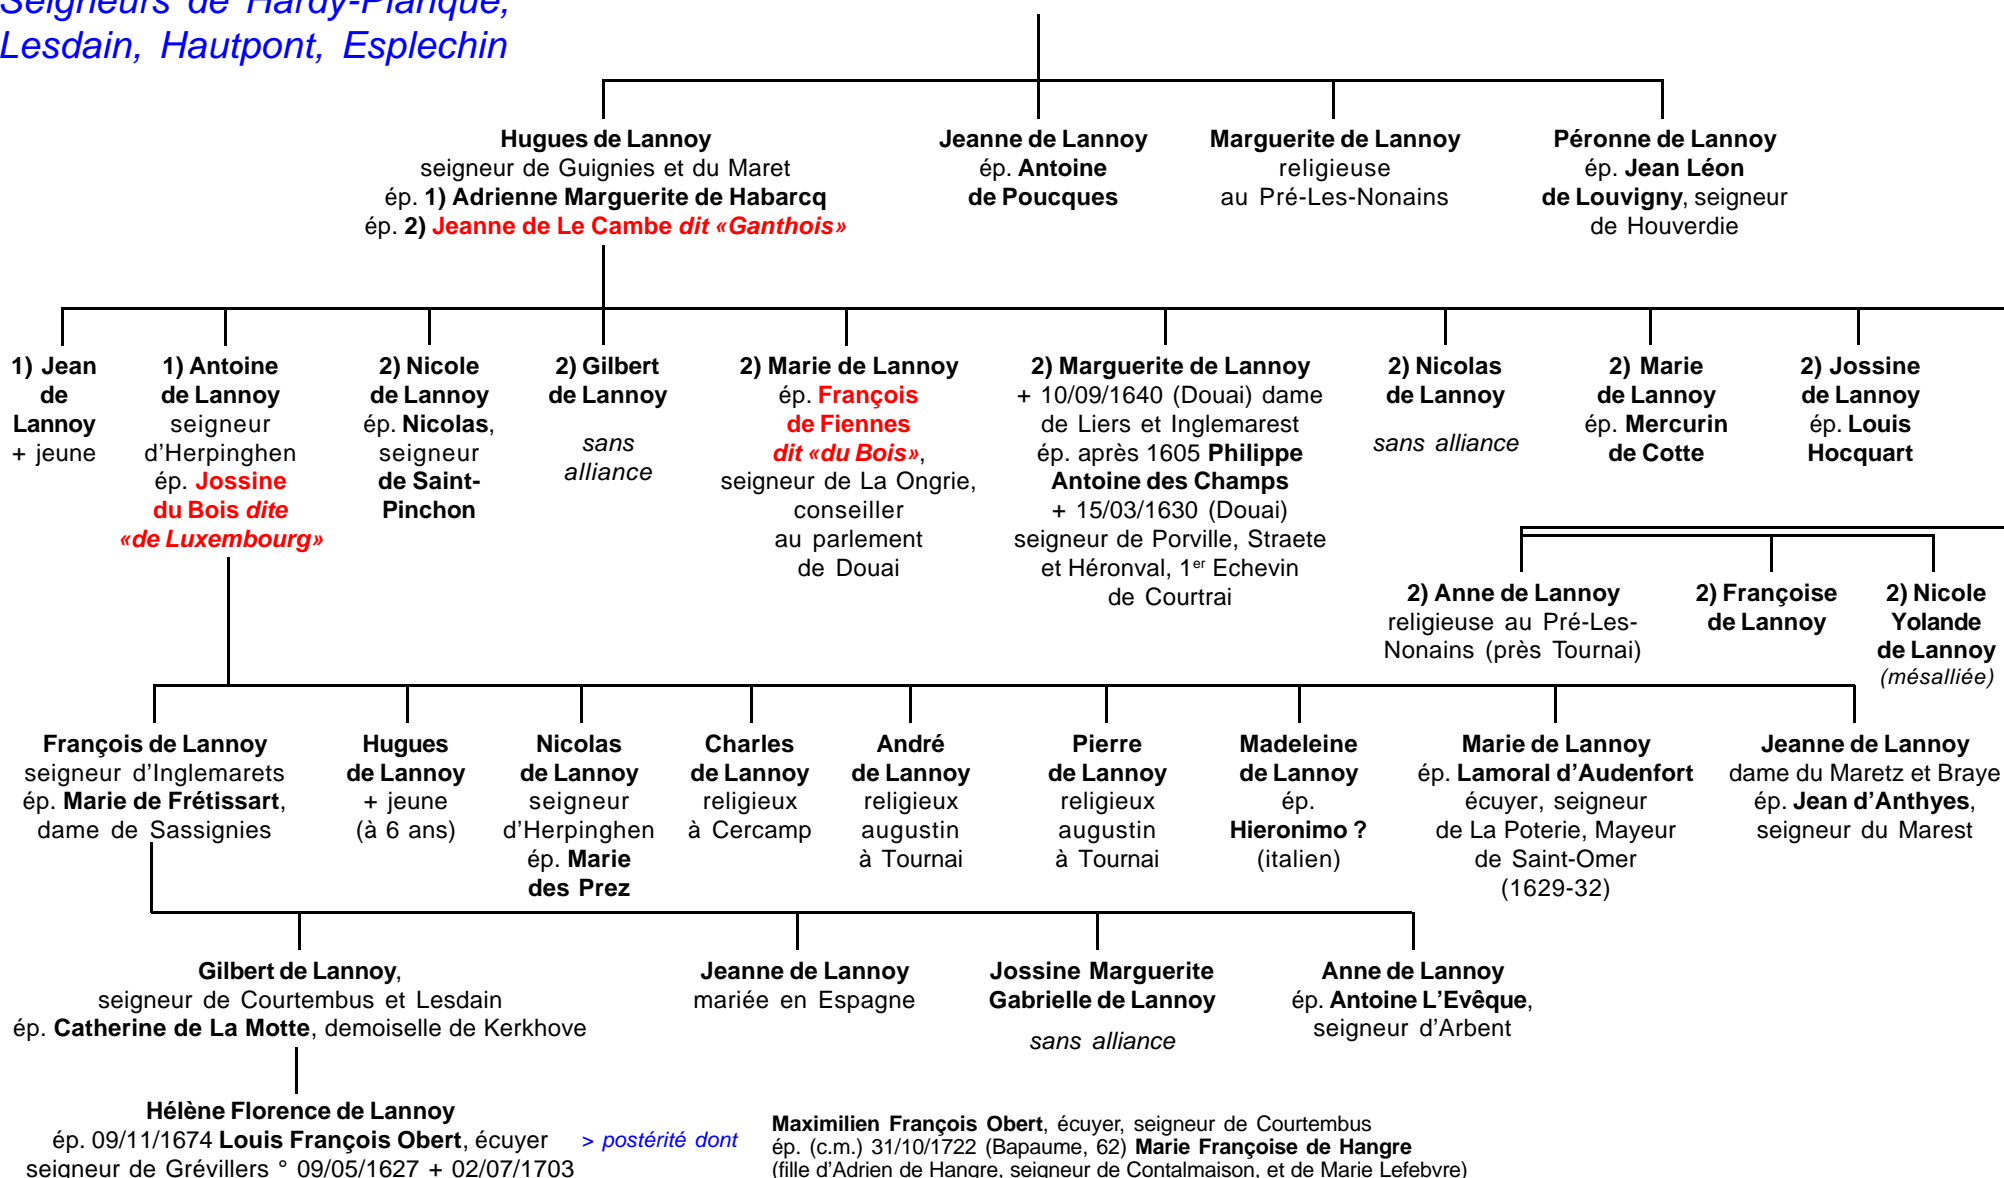 Seigneurs de Hardy-Planque,
Lesdain, Hautpont, Esplechin
Hugues de Lannoy
seigneur de Guignies et du Maret
ép. 1) Adrienne Marguerite de Habarcq
ép. 2) Jeanne de Le Cambe dit «Ganthois»
Jeanne de Lannoy
ép. Antoine
de Poucques
Marguerite de Lannoy
religieuse
au Pré-Les-Nonains
Péronne de Lannoy
ép. Jean Léon
de Louvigny, seigneur
de Houverdie
1) Jean
de
Lannoy
+ jeune
1) Antoine
de Lannoy
seigneur
d'Herpinghen
ép. Jossine
du Bois dite
«de Luxembourg»
2) Nicole
de Lannoy
ép. Nicolas,
seigneur
de Saint-
Pinchon
2) Gilbert
de Lannoy
sans
alliance
2) Marie de Lannoy
ép. François
de Fiennes
dit «du Bois»,
seigneur de La Ongrie,
conseiller
au parlement
de Douai
2) Marguerite de Lannoy
+ 10/09/1640 (Douai) dame
de Liers et Inglemarest
ép. après 1605 Philippe
Antoine des Champs
+ 15/03/1630 (Douai)
seigneur de Porville, Straete
et Héronval, 1er Echevin
de Courtrai
2) Nicolas
de Lannoy
sans alliance
2) Marie
de Lannoy
ép. Mercurin
de Cotte
2) Jossine
de Lannoy
ép. Louis
Hocquart
2) Anne de Lannoy
religieuse au Pré-Les-
Nonains (près Tournai)
2) Françoise
de Lannoy
2) Nicole
Yolande
de Lannoy
(mésalliée)
François de Lannoy
seigneur d'Inglemarets
ép. Marie de Frétissart,
dame de Sassignies
Hugues
de Lannoy
+ jeune
(à 6 ans)
Nicolas
de Lannoy
seigneur
d'Herpinghen
ép. Marie
des Prez
Charles
de Lannoy
religieux
à Cercamp
André
de Lannoy
religieux
augustin
à Tournai
Pierre
de Lannoy
religieux
augustin
à Tournai
Madeleine
de Lannoy
ép.
Hieronimo ?
(italien)
Marie de Lannoy
ép. Lamoral d'Audenfort
écuyer, seigneur
de La Poterie, Mayeur
de Saint-Omer
(1629-32)
Jeanne de Lannoy
dame du Maretz et Braye
ép. Jean d'Anthyes,
seigneur du Marest
Gilbert de Lannoy,
seigneur de Courtembus et Lesdain
ép. Catherine de La Motte, demoiselle de Kerkhove
Jeanne de Lannoy
mariée en Espagne
Jossine Marguerite
Gabrielle de Lannoy
sans alliance
Anne de Lannoy
ép. Antoine L'Evêque,
seigneur d'Arbent
Hélène Florence de Lannoy
ép. 09/11/1674 Louis François Obert, écuyer
seigneur de Grévillers ° 09/05/1627 + 02/07/1703
> postérité dont
Maximilien François Obert, écuyer, seigneur de Courtembus
ép. (c.m.) 31/10/1722 (Bapaume, 62) Marie Françoise de Hangre
(fille d'Adrien de Hangre, seigneur de Contalmaison, et de Marie Lefebvre)